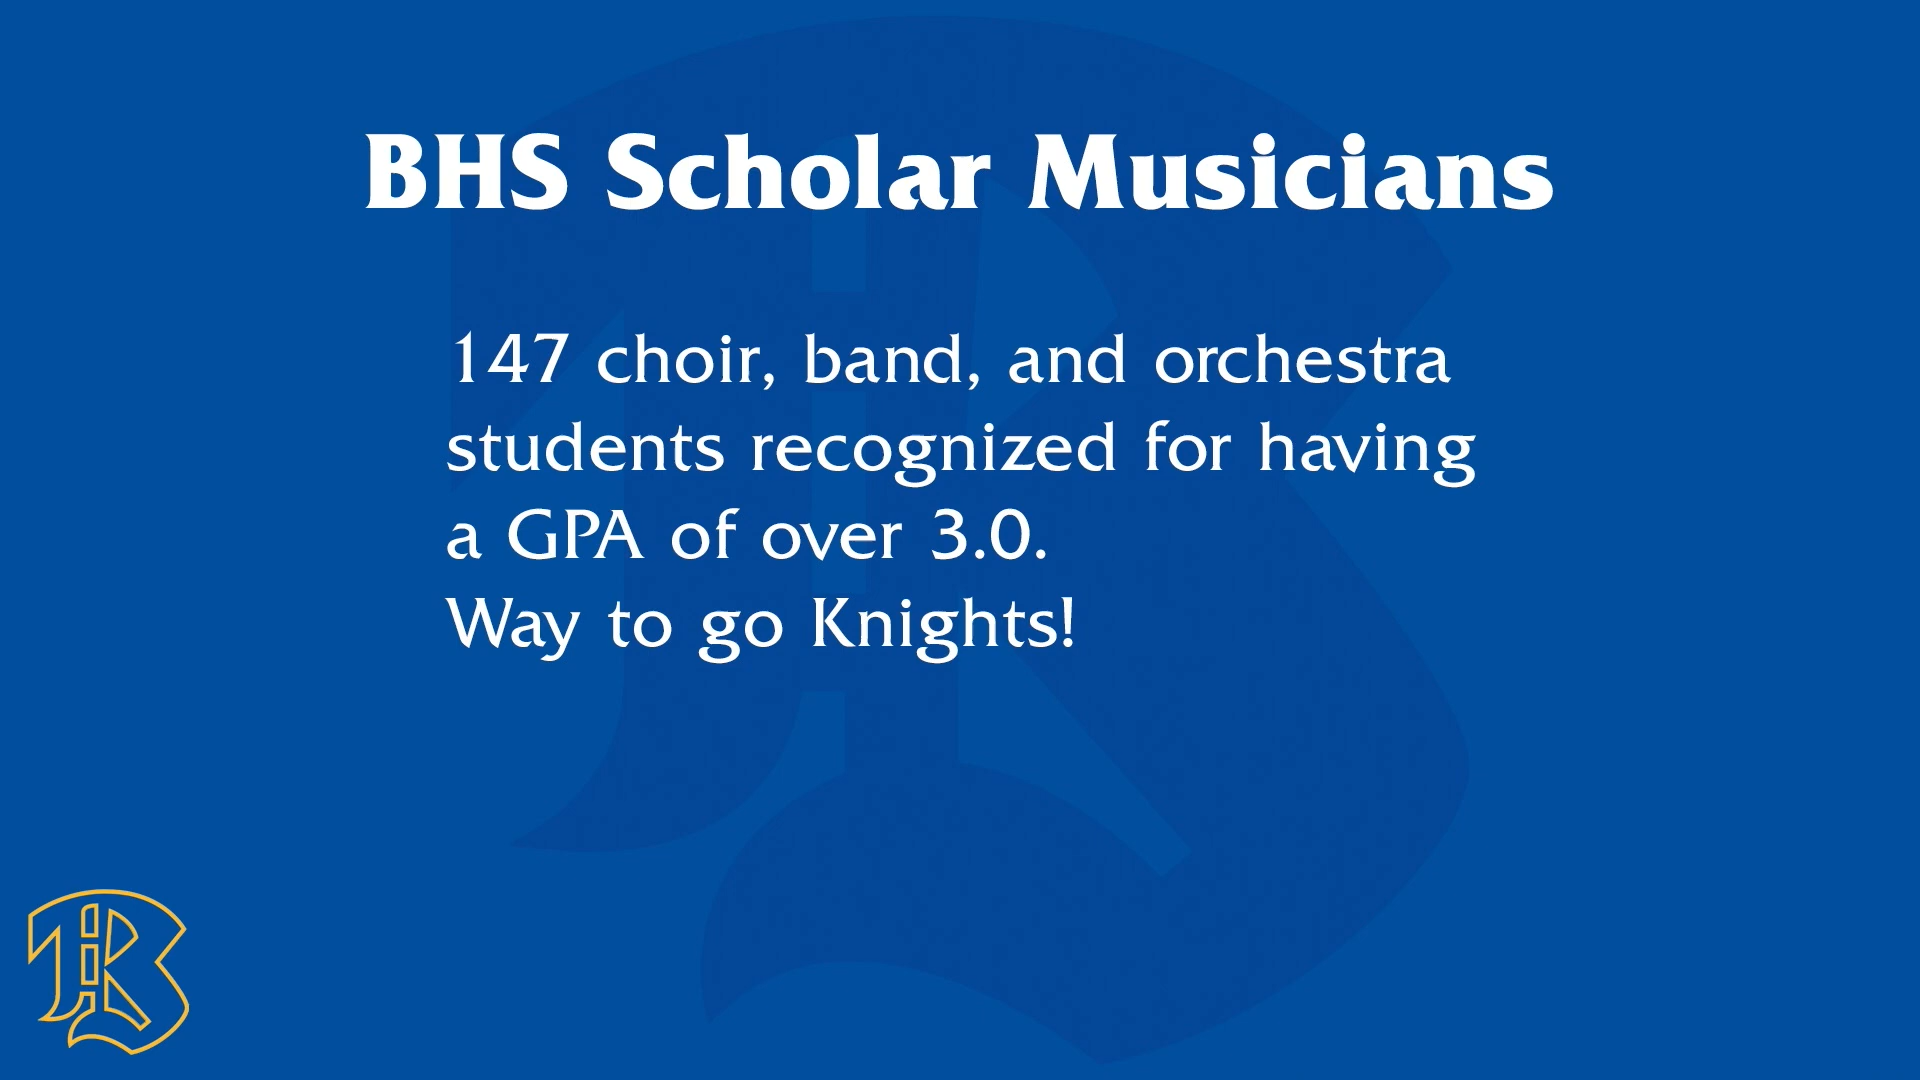 BHS Scholar Musicians
147 choir, band, and orchestra
students recognized for having
a GPA of over 3.0.
Way to go Knights!
B